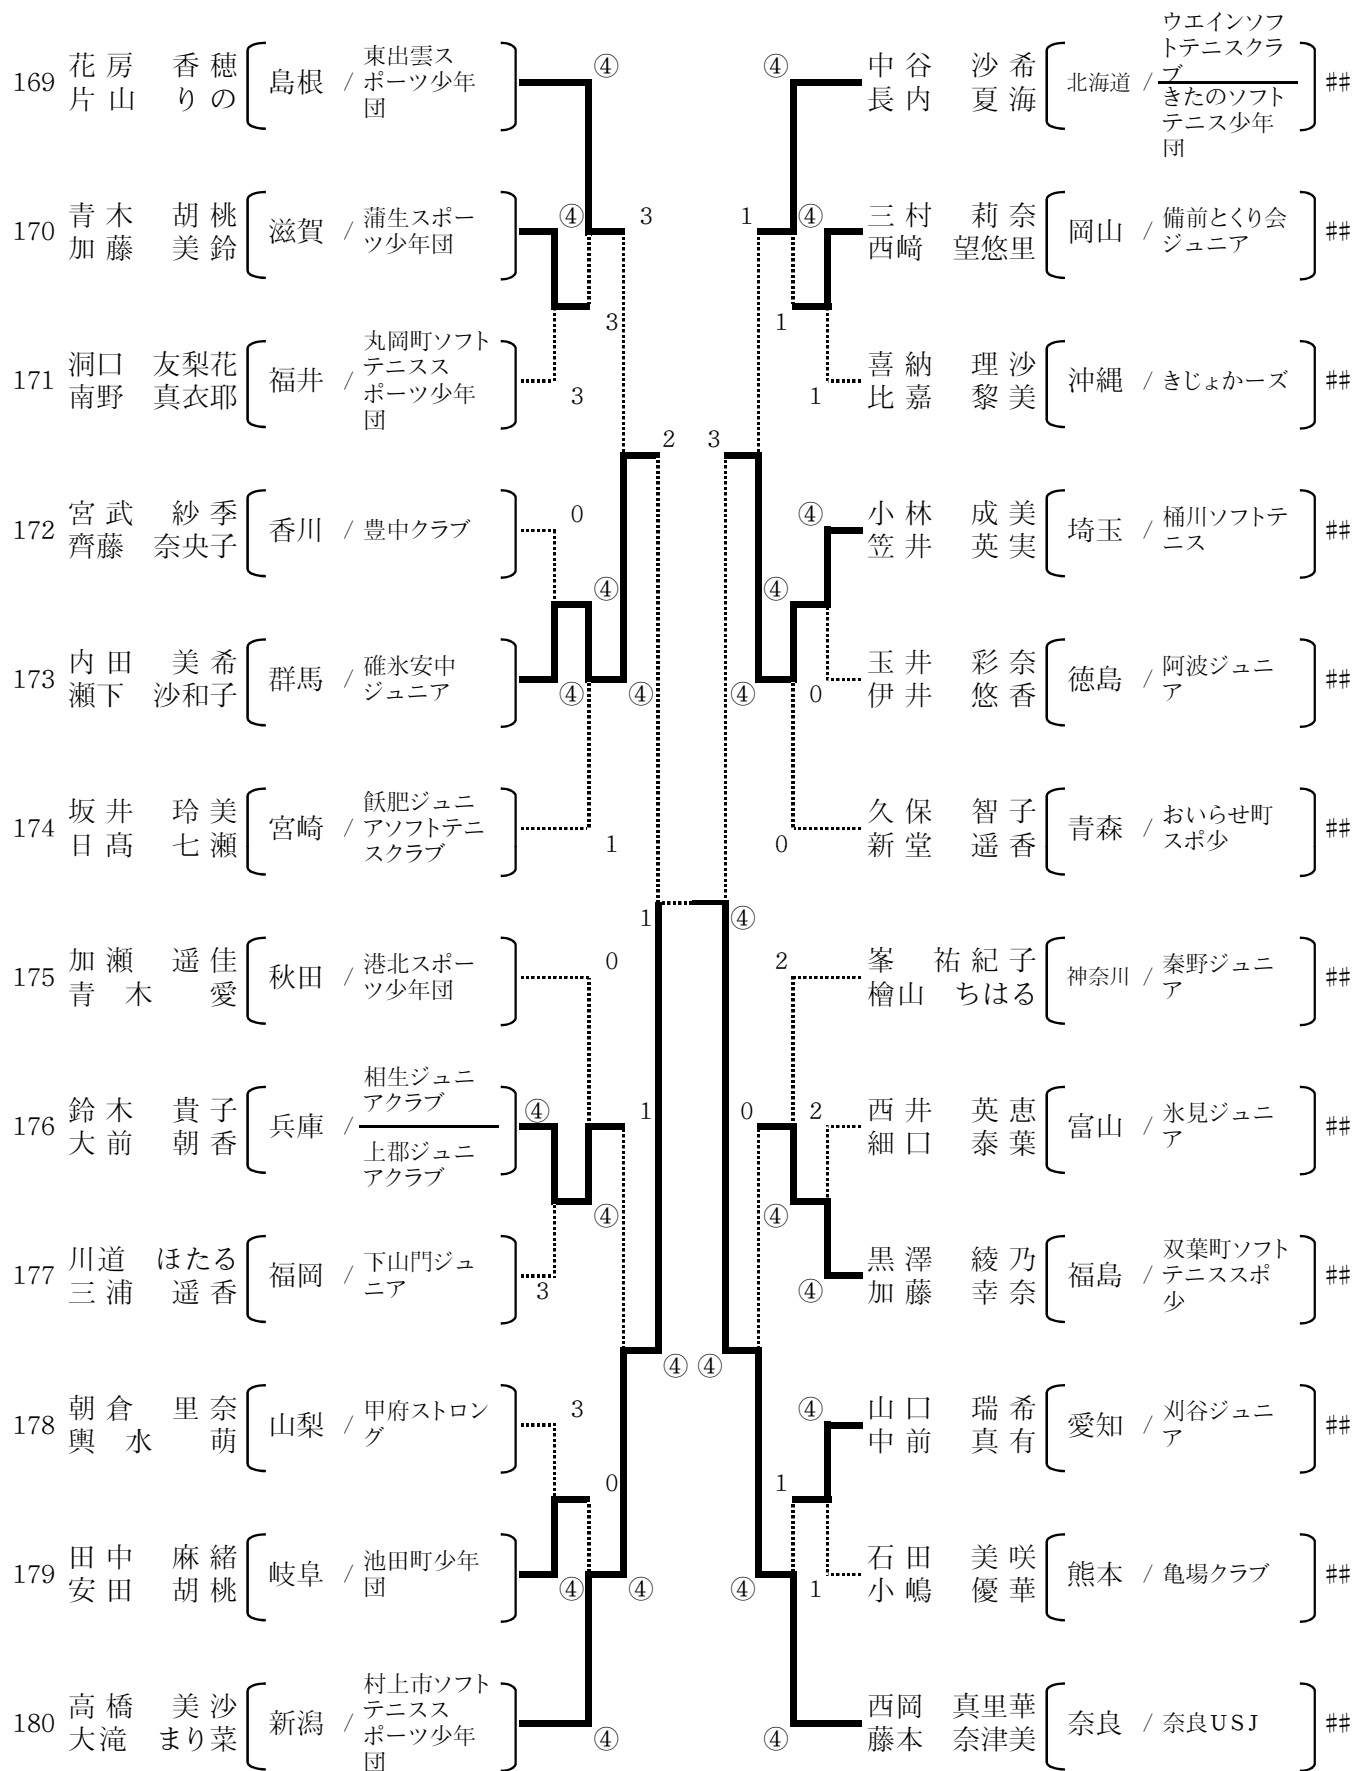 169 花房 香穂 片山 りの 島根 / 東出雲スポーツ少年団
④
170 青木 胡桃 加藤 美鈴 滋賀 / 蒲生スポーツ少年団
④ 3
3
171 洞口 友梨花 南野 真衣耶 福井 / 丸岡町ソフトテニススポーツ少年団
3
2
172 宮武 紗季 齊藤 奈央子 香川 / 豊中クラブ
0
④
173 内田 美希 瀬下 沙和子 群馬 / 碓氷安中ジュニア
④ ④
174 坂井 玲美 日髙 七瀬 宮崎 / 飫肥ジュニアソフトテニスクラブ
1
1
175 加瀬 遥佳 青木 愛 秋田 / 港北スポーツ少年団
0
176 鈴木 貴子 大前 朝香 兵庫 / 相生ジュニアクラブ 上郡ジュニアクラブ
④ 1
④
177 川道 ほたる 三浦 遥香 福岡 / 下山門ジュニア
3
④
178 朝倉 里奈 輿水 萌 山梨 / 甲府ストロング
3
0
179 田中 麻緒 安田 胡桃 岐阜 / 池田町少年団
④ ④
180 高橋 美沙 大滝 まり菜 新潟 / 村上市ソフトテニススポーツ少年団
④
④ 中谷 沙希 長内 夏海 北海道 / ウエインソフトテニスクラブ きたのソフトテニス少年団 ##
1 ④ 三村 莉奈 西﨑 望悠里 岡山 / 備前とくり会ジュニア ##
1
1 喜納 理沙 比嘉 黎美 沖縄 / きじょかーズ ##
3
④ 小林 成美 笠井 英実 埼玉 / 桶川ソフトテニス ##
④
④ 0 玉井 彩奈 伊井 悠香 徳島 / 阿波ジュニア ##
0 久保 智子 新堂 遥香 青森 / おいらせ町スポ少 ##
④
2 峯 祐紀子 檜山 ちはる 神奈川 / 秦野ジュニア ##
0 2 西井 英恵 細口 泰葉 富山 / 氷見ジュニア ##
④
④ 黒澤 綾乃 加藤 幸奈 福島 / 双葉町ソフトテニススポ少 ##
④
④ 山口 瑞希 中前 真有 愛知 / 刈谷ジュニア ##
1
④ 1 石田 美咲 小嶋 優華 熊本 / 亀場クラブ ##
④ 西岡 真里華 藤本 奈津美 奈良 / 奈良USJ ##